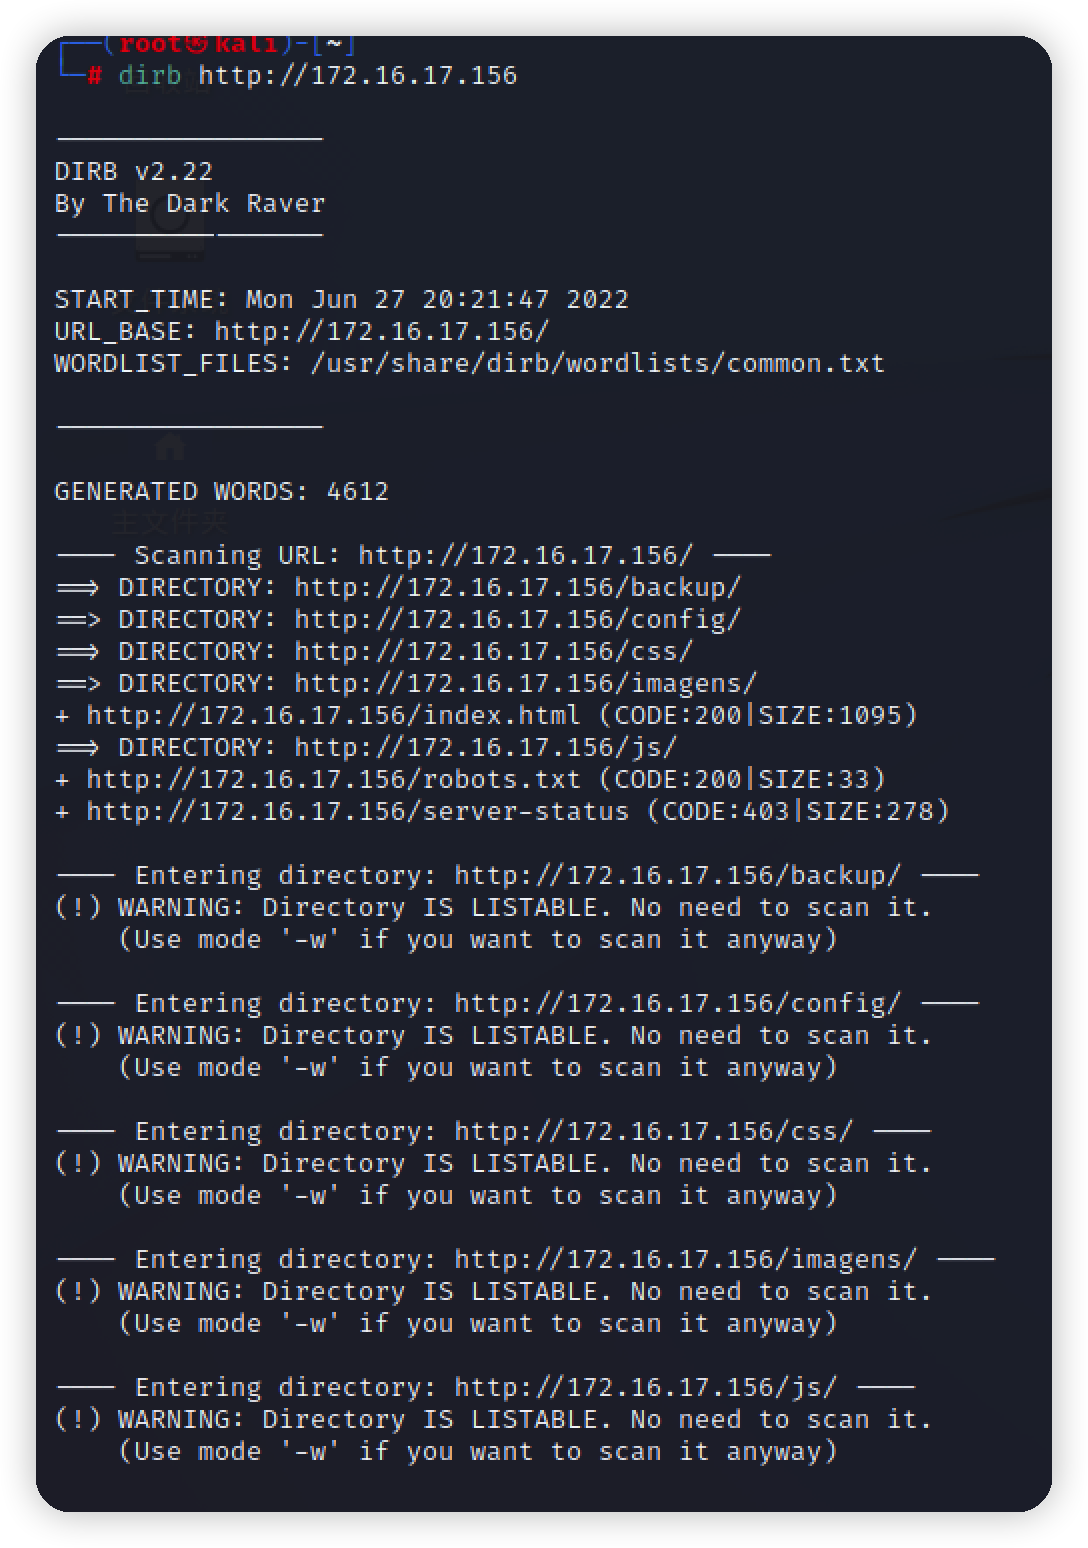 ┌──(root㉿kali)-[~]
└─# dirb http://172.16.17.156
-----------------
DIRB v2.22
By The Dark Raver
-----------------
START_TIME: Mon Jun 27 20:21:47 2022
URL_BASE: http://172.16.17.156/
WORDLIST_FILES: /usr/share/dirb/wordlists/common.txt
-----------------
主文件夹
GENERATED WORDS: 4612
---- Scanning URL: http://172.16.17.156/ ----
==> DIRECTORY: http://172.16.17.156/backup/
==> DIRECTORY: http://172.16.17.156/config/
==> DIRECTORY: http://172.16.17.156/css/
==> DIRECTORY: http://172.16.17.156/imagens/
+ http://172.16.17.156/index.html (CODE:200|SIZE:1095)
==> DIRECTORY: http://172.16.17.156/js/
+ http://172.16.17.156/robots.txt (CODE:200|SIZE:33)
+ http://172.16.17.156/server-status (CODE:403|SIZE:278)
---- Entering directory: http://172.16.17.156/backup/ ----
(!) WARNING: Directory IS LISTABLE. No need to scan it.
(Use mode '-w' if you want to scan it anyway)
---- Entering directory: http://172.16.17.156/config/ ----
(!) WARNING: Directory IS LISTABLE. No need to scan it.
(Use mode '-w' if you want to scan it anyway)
---- Entering directory: http://172.16.17.156/css/ ----
(!) WARNING: Directory IS LISTABLE. No need to scan it.
(Use mode '-w' if you want to scan it anyway)
---- Entering directory: http://172.16.17.156/imagens/ ----
(!) WARNING: Directory IS LISTABLE. No need to scan it.
(Use mode '-w' if you want to scan it anyway)
---- Entering directory: http://172.16.17.156/js/ ----
(!) WARNING: Directory IS LISTABLE. No need to scan it.
(Use mode '-w' if you want to scan it anyway)